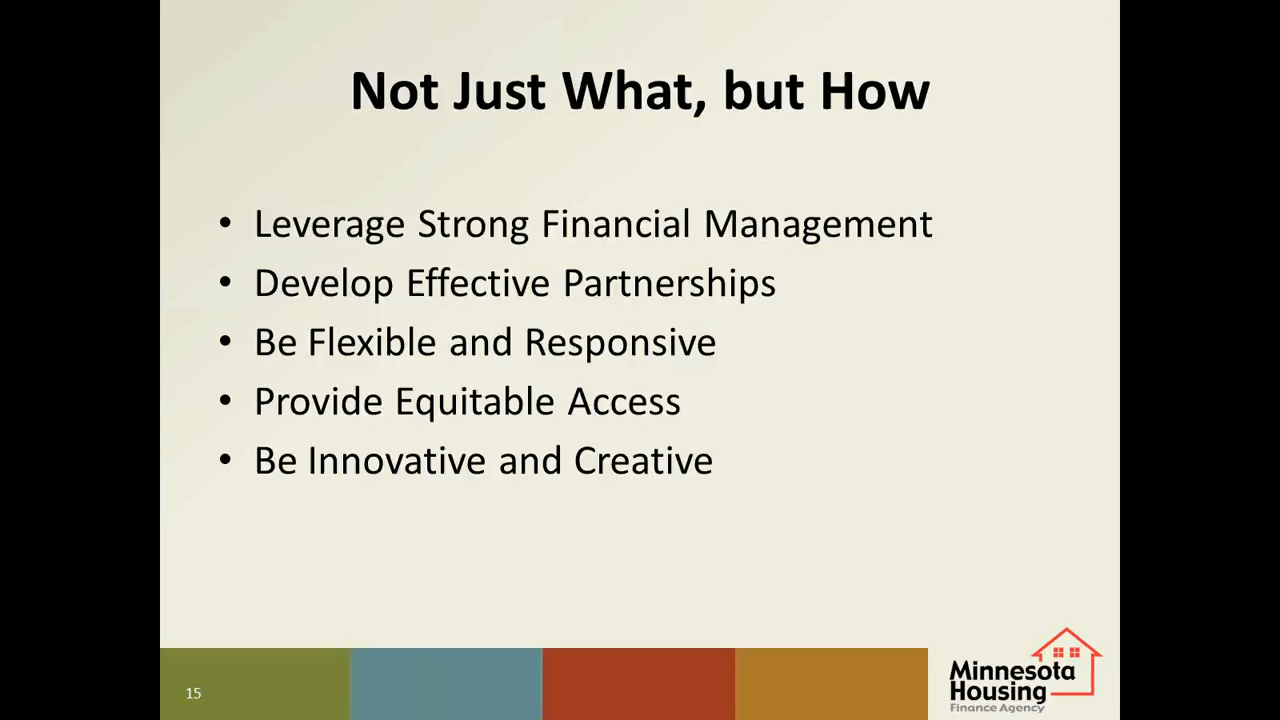 Not Just What, but How
• Leverage Strong Financial Management
• Develop Effective Partnerships
• Be Flexible and Responsive
• Provide Equitable Access
• Be Innovative and Creative
15
Minnesota
Housing
Finance Agency